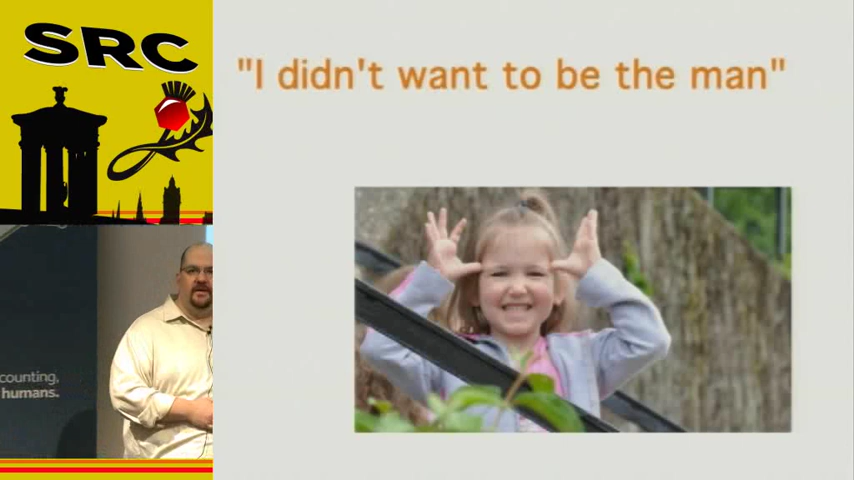 SRC
"I didn't want to be the man"
counting,
humans.